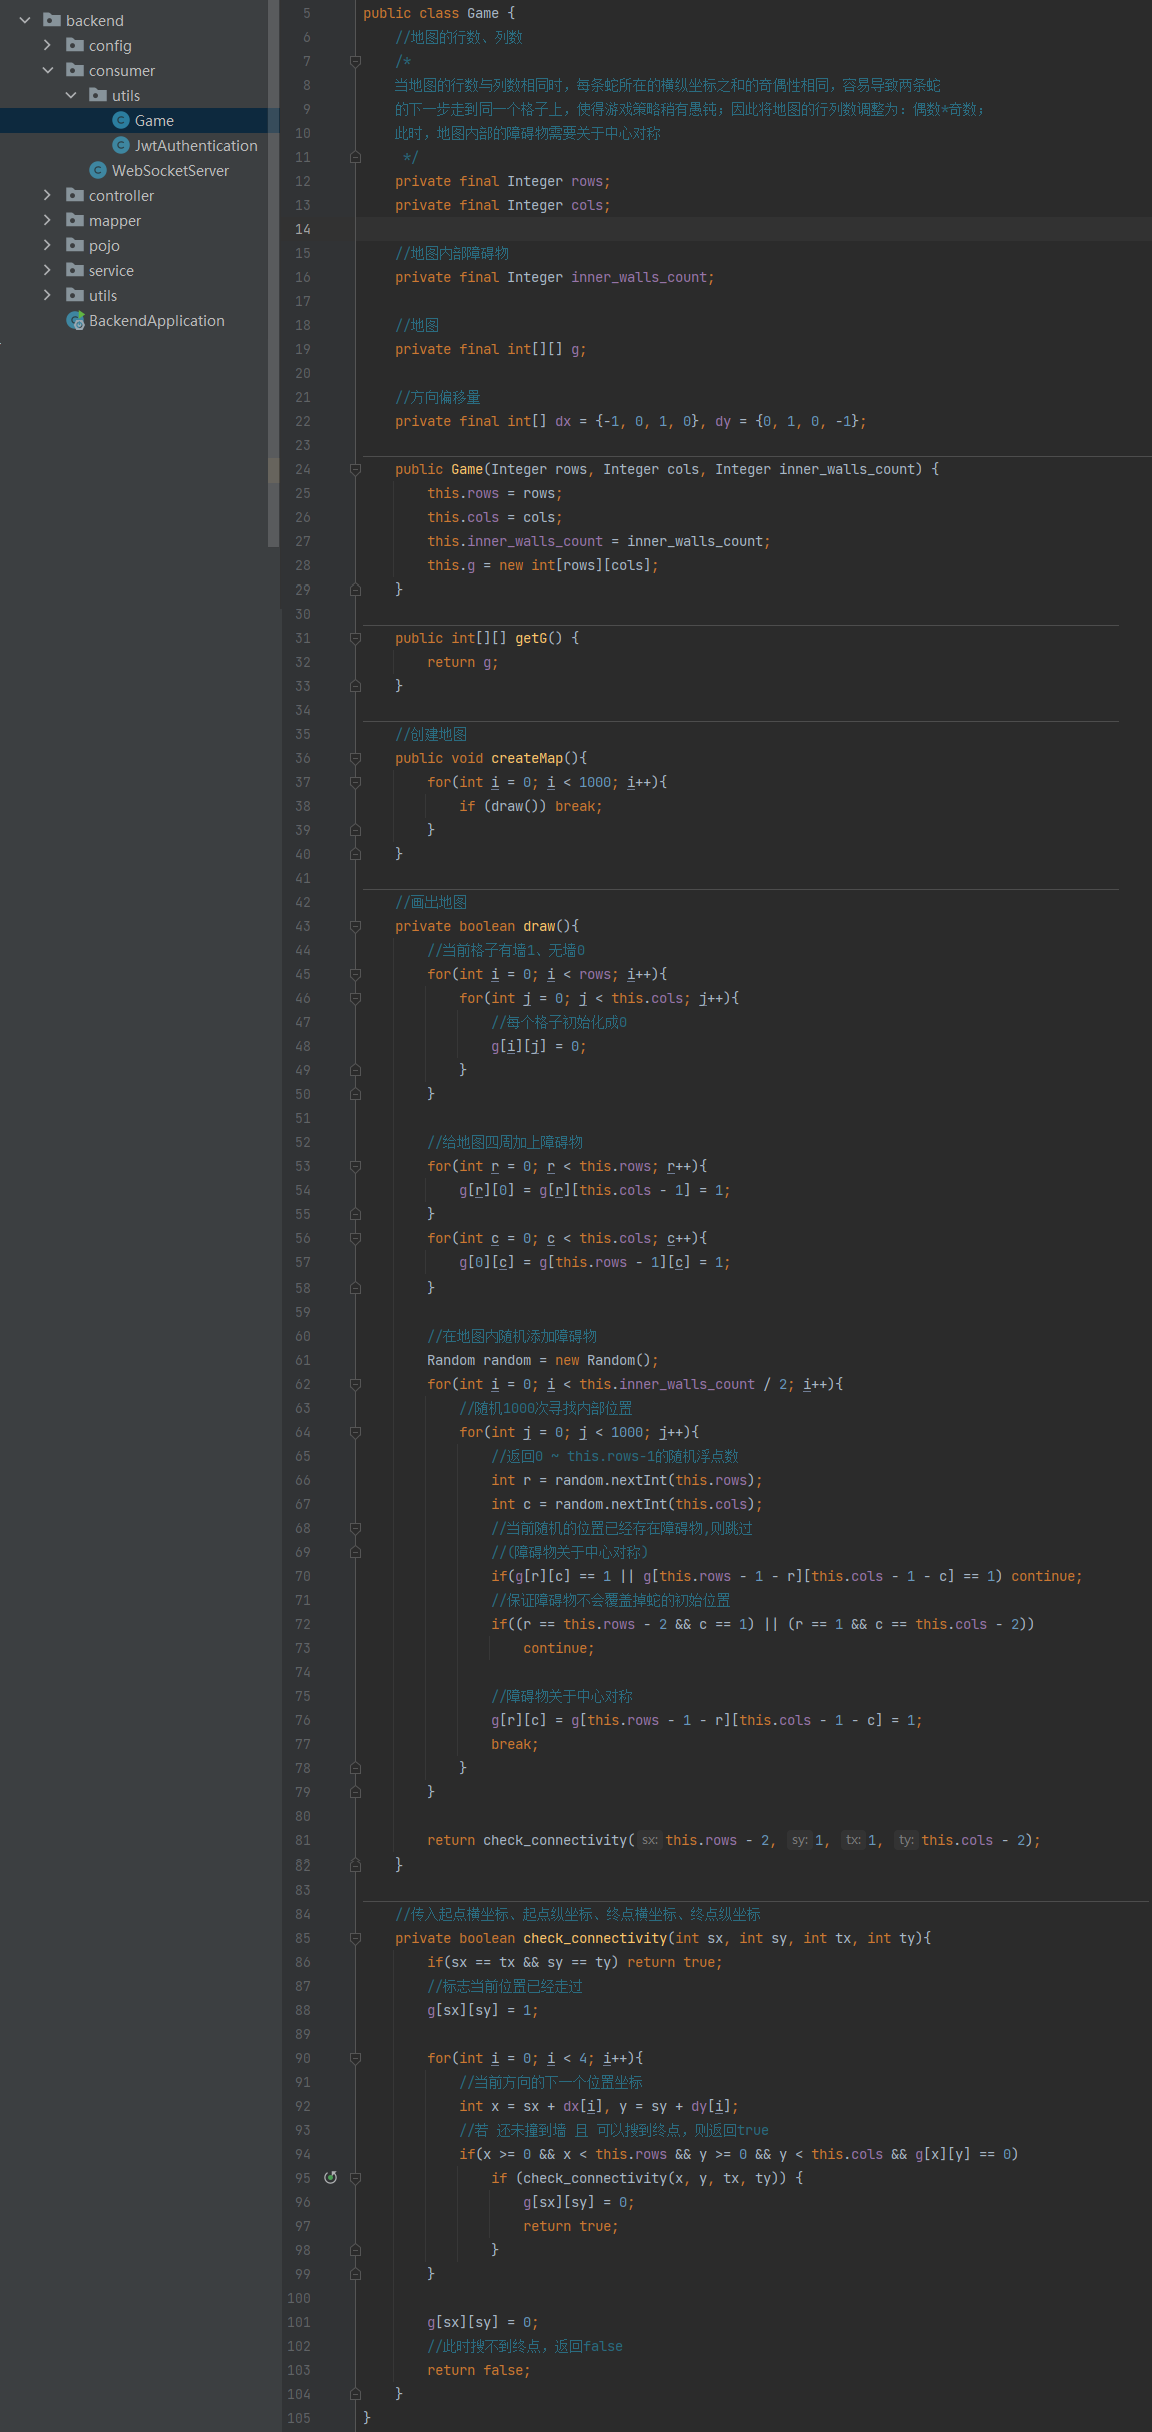 backend
config
consumer
utils
Game
JwtAuthentication
WebSocketServer
controller
mapper
pojo
service
utils
BackendApplication
5 public class Game {
6 //地图的行数、列数
7 /*
8 当地图的行数与列数相同时，每条蛇所在的横纵坐标之和的奇偶性相同，容易导致两条蛇
9 的下一步走到同一个格子上，使得游戏策略稍有愚钝；因此将地图的行列数调整为：偶数*奇数；
10 此时，地图内部的障碍物需要关于中心对称
11 */
12 private final Integer rows;
13 private final Integer cols;
14
15 //地图内部障碍物
16 private final Integer inner_walls_count;
17
18 //地图
19 private final int[][] g;
20
21 //方向偏移量
22 private final int[] dx = {-1, 0, 1, 0}, dy = {0, 1, 0, -1};
23
24 public Game(Integer rows, Integer cols, Integer inner_walls_count) {
25 this.rows = rows;
26 this.cols = cols;
27 this.inner_walls_count = inner_walls_count;
28 this.g = new int[rows][cols];
29 }
30
31 public int[][] getG() {
32 return g;
33 }
34
35 //创建地图
36 public void createMap(){
37 for(int i = 0; i < 1000; i++){
38 if (draw()) break;
39 }
40 }
41
42 //画出地图
43 private boolean draw(){
44 //当前格子有墙1、无墙0
45 for(int i = 0; i < rows; i++){
46 for(int j = 0; j < this.cols; j++){
47 //每个格子初始化成0
48 g[i][j] = 0;
49 }
50 }
51
52 //给地图四周加上障碍物
53 for(int r = 0; r < this.rows; r++){
54 g[r][0] = g[r][this.cols - 1] = 1;
55 }
56 for(int c = 0; c < this.cols; c++){
57 g[0][c] = g[this.rows - 1][c] = 1;
58 }
59
60 //在地图内随机添加障碍物
61 Random random = new Random();
62 for(int i = 0; i < this.inner_walls_count / 2; i++){
63 //随机1000次寻找内部位置
64 for(int j = 0; j < 1000; j++){
65 //返回0 ~ this.rows-1的随机浮点数
66 int r = random.nextInt(this.rows);
67 int c = random.nextInt(this.cols);
68 //当前随机的位置已经存在障碍物,则跳过
69 //(障碍物关于中心对称)
70 if(g[r][c] == 1 || g[this.rows - 1 - r][this.cols - 1 - c] == 1) continue;
71 //保证障碍物不会覆盖掉蛇的初始位置
72 if((r == this.rows - 2 && c == 1) || (r == 1 && c == this.cols - 2))
73 continue;
74
75 //障碍物关于中心对称
76 g[r][c] = g[this.rows - 1 - r][this.cols - 1 - c] = 1;
77 break;
78 }
79 }
80
81 return check_connectivity( sx: this.rows - 2, sy: 1, tx: 1, ty: this.cols - 2);
82 }
83
84 //传入起点横坐标、起点纵坐标、终点横坐标、终点纵坐标
85 private boolean check_connectivity(int sx, int sy, int tx, int ty){
86 if(sx == tx && sy == ty) return true;
87 //标志当前位置已经走过
88 g[sx][sy] = 1;
89
90 for(int i = 0; i < 4; i++){
91 //当前方向的下一个位置坐标
92 int x = sx + dx[i], y = sy + dy[i];
93 //若 还未撞到墙 且 可以搜到终点，则返回true
94 if(x >= 0 && x < this.rows && y >= 0 && y < this.cols && g[x][y] == 0)
95 if (check_connectivity(x, y, tx, ty)) {
96 g[sx][sy] = 0;
97 return true;
98 }
99 }
100
101 g[sx][sy] = 0;
102 //此时搜不到终点，返回false
103 return false;
104 }
105 }